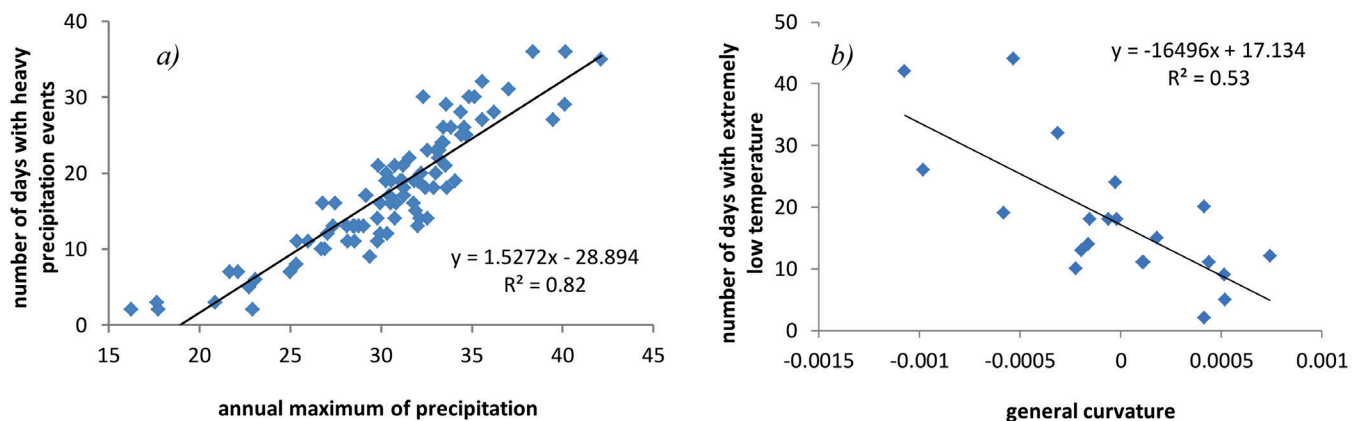 a)
number of days with heavy
precipitation events
40
30
20
10
0
15 20 25 30 35 40 45
y = 1.5272x - 28.894
R² = 0.82
annual maximum of precipitation
b)
number of days with extremely
low temperature
50
40
30
20
10
0
-0.0015 -0.001 -0.0005 0 0.0005 0.001
y = -16496x + 17.134
R² = 0.53
general curvature